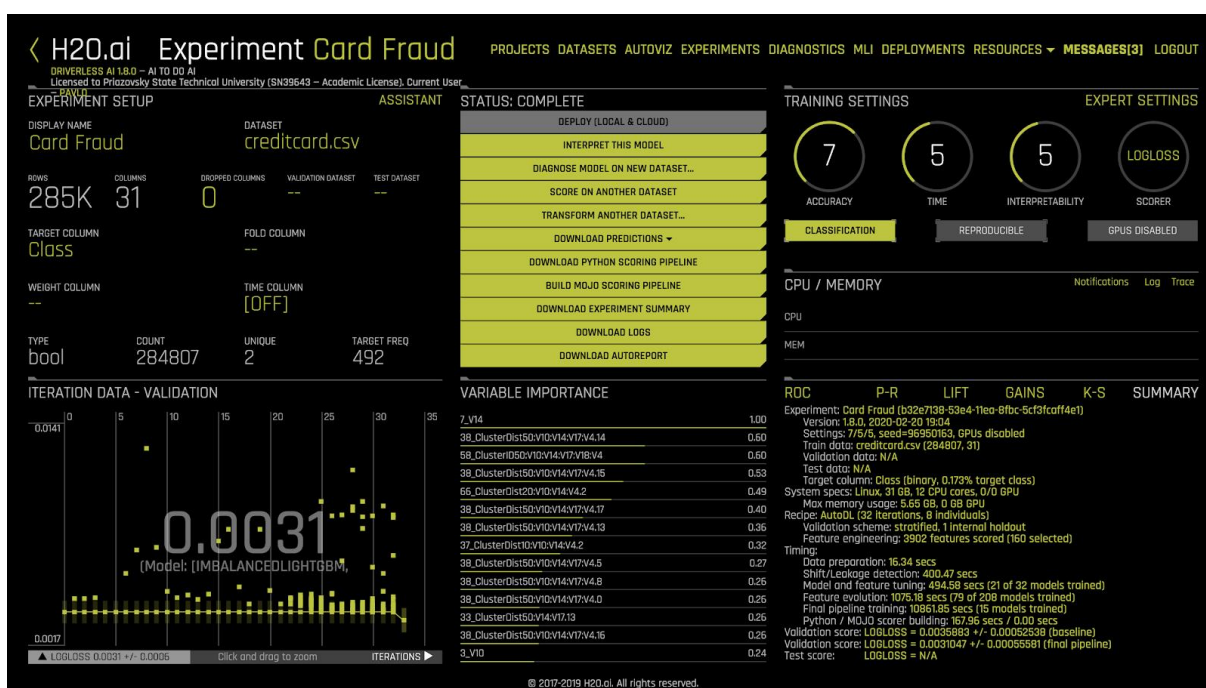 H2O.ai Experiment Card Fraud
PROJECTS DATASETS AUTOVIZ EXPERIMENTS DIAGNOSTICS MLI DEPLOYMENTS RESOURCES MESSAGES[3] LOGOUT
DRIVERLESS AI 1.8.0 – AI TO DO AI
Licensed to Priazovsky State Technical University (SN39643 – Academic License). Current User
– PAVLO
EXPERIMENT SETUP
ASSISTANT
DISPLAY NAME
Card Fraud
DATASET
creditcard.csv
ROWS
285K
COLUMNS
31
DROPPED COLUMNS
0
VALIDATION DATASET
--
TEST DATASET
--
TARGET COLUMN
Class
FOLD COLUMN
--
WEIGHT COLUMN
--
TIME COLUMN
[OFF]
TYPE
bool
COUNT
284807
UNIQUE
2
TARGET FREQ
492
STATUS: COMPLETE
DEPLOY (LOCAL & CLOUD)
INTERPRET THIS MODEL
DIAGNOSE MODEL ON NEW DATASET...
SCORE ON ANOTHER DATASET
TRANSFORM ANOTHER DATASET...
DOWNLOAD PREDICTIONS
DOWNLOAD PYTHON SCORING PIPELINE
BUILD MOJO SCORING PIPELINE
DOWNLOAD EXPERIMENT SUMMARY
DOWNLOAD LOGS
DOWNLOAD AUTOREPORT
TRAINING SETTINGS
EXPERT SETTINGS
7
ACCURACY
5
TIME
5
INTERPRETABILITY
LOGLOSS
SCORER
CLASSIFICATION
REPRODUCIBLE
GPUS DISABLED
CPU / MEMORY
Notifications Log Trace
CPU
MEM
ITERATION DATA - VALIDATION
0 5 10 15 20 25 30 35
0.0141
0.0031
(Model: [IMBALANCEDLIGHTGBM,
0.0017
LOGLOSS 0.0031 +/- 0.0006
Click and drag to zoom
ITERATIONS
VARIABLE IMPORTANCE
7_V14 1.00
38_ClusterDist50:V10:V14:V17:V4.14 0.60
58_ClusterID50:V10:V14:V17:V18:V4 0.60
38_ClusterDist50:V10:V14:V17:V4.15 0.53
66_ClusterDist20:V10:V14:V4.2 0.49
38_ClusterDist50:V10:V14:V17:V4.17 0.40
38_ClusterDist50:V10:V14:V17:V4.13 0.36
37_ClusterDist10:V10:V14:V4.2 0.32
38_ClusterDist50:V10:V14:V17:V4.5 0.27
38_ClusterDist50:V10:V14:V17:V4.8 0.26
38_ClusterDist50:V10:V14:V17:V4.0 0.26
33_ClusterDist50:V14:V17.13 0.26
38_ClusterDist50:V10:V14:V17:V4.16 0.26
3_V10 0.24
ROC P-R LIFT GAINS K-S SUMMARY
Experiment: Card Fraud (b32e7138-53e4-11ea-8fbc-5cf3fcaff4e1)
Version: 1.8.0, 2020-02-20 19:04
Settings: 7/5/5, seed=96950163, GPUs disabled
Train data: creditcard.csv (284807, 31)
Validation data: N/A
Test data: N/A
Target column: Class (binary, 0.173% target class)
System specs: Linux, 31 GB, 12 CPU cores, 0/0 GPU
Max memory usage: 5.65 GB, 0 GB GPU
Recipe: AutoDL (32 iterations, 8 individuals)
Validation scheme: stratified, 1 internal holdout
Feature engineering: 3902 features scored (160 selected)
Timing:
Data preparation: 16.34 secs
Shift/Leakage detection: 400.47 secs
Model and feature tuning: 494.58 secs (21 of 32 models trained)
Feature evolution: 1075.18 secs (79 of 208 models trained)
Final pipeline training: 10861.85 secs (15 models trained)
Python / MOJO scorer building: 167.96 secs / 0.00 secs
Validation score: LOGLOSS = 0.0035883 +/- 0.00052538 (baseline)
Validation score: LOGLOSS = 0.0031047 +/- 0.00055581 (final pipeline)
Test score: LOGLOSS = N/A
© 2017-2019 H2O.ai. All rights reserved.